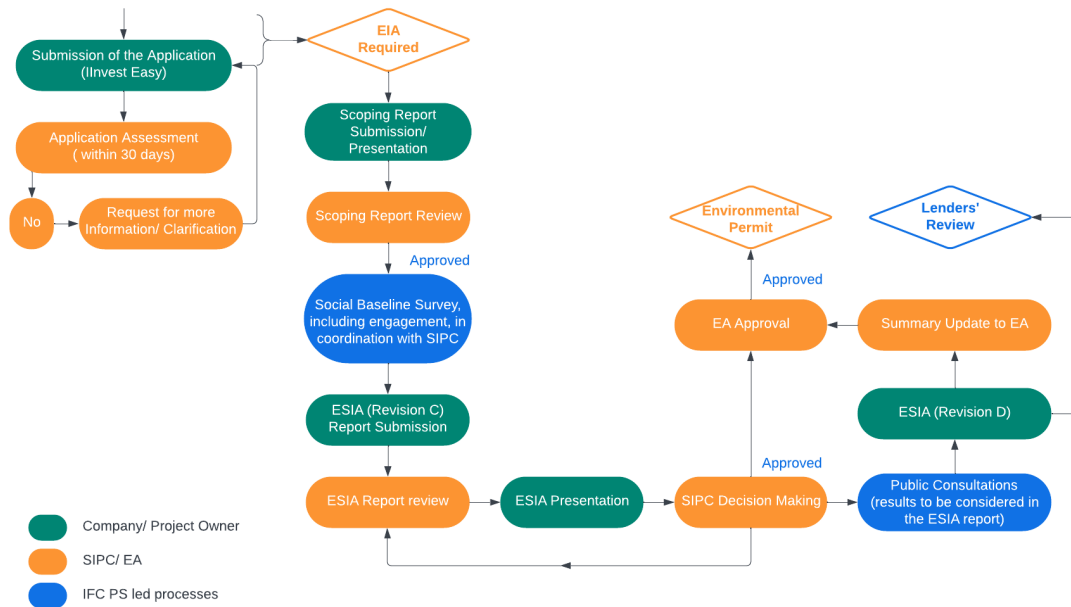 Submission of the Application
(IInvest Easy)
Application Assessment
( within 30 days)
No
Request for more
Information/ Clarification
EIA
Required
Scoping Report
Submission/
Presentation
Scoping Report Review
Approved
Social Baseline Survey,
including engagement, in
coordination with SIPC
ESIA (Revision C)
Report Submission
ESIA Report review
ESIA Presentation
SIPC Decision Making
Approved
EA Approval
Approved
Environmental
Permit
Public Consultations
(results to be considered in
the ESIA report)
ESIA (Revision D)
Summary Update to EA
Lenders'
Review
Company/ Project Owner
SIPC/ EA
IFC PS led processes